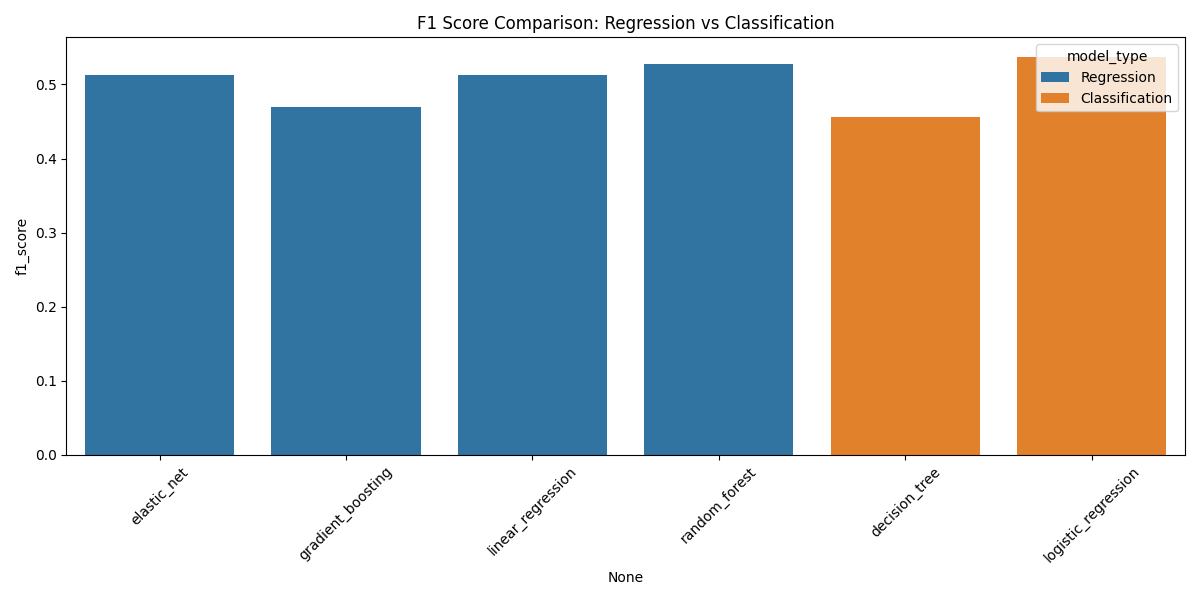 F1 Score Comparison: Regression vs Classification
model_type
Regression
Classification
f1_score
0.5
0.4
0.3
0.2
0.1
0.0
elastic_net
gradient_boosting
linear_regression
random_forest
decision_tree
logistic_regression
None